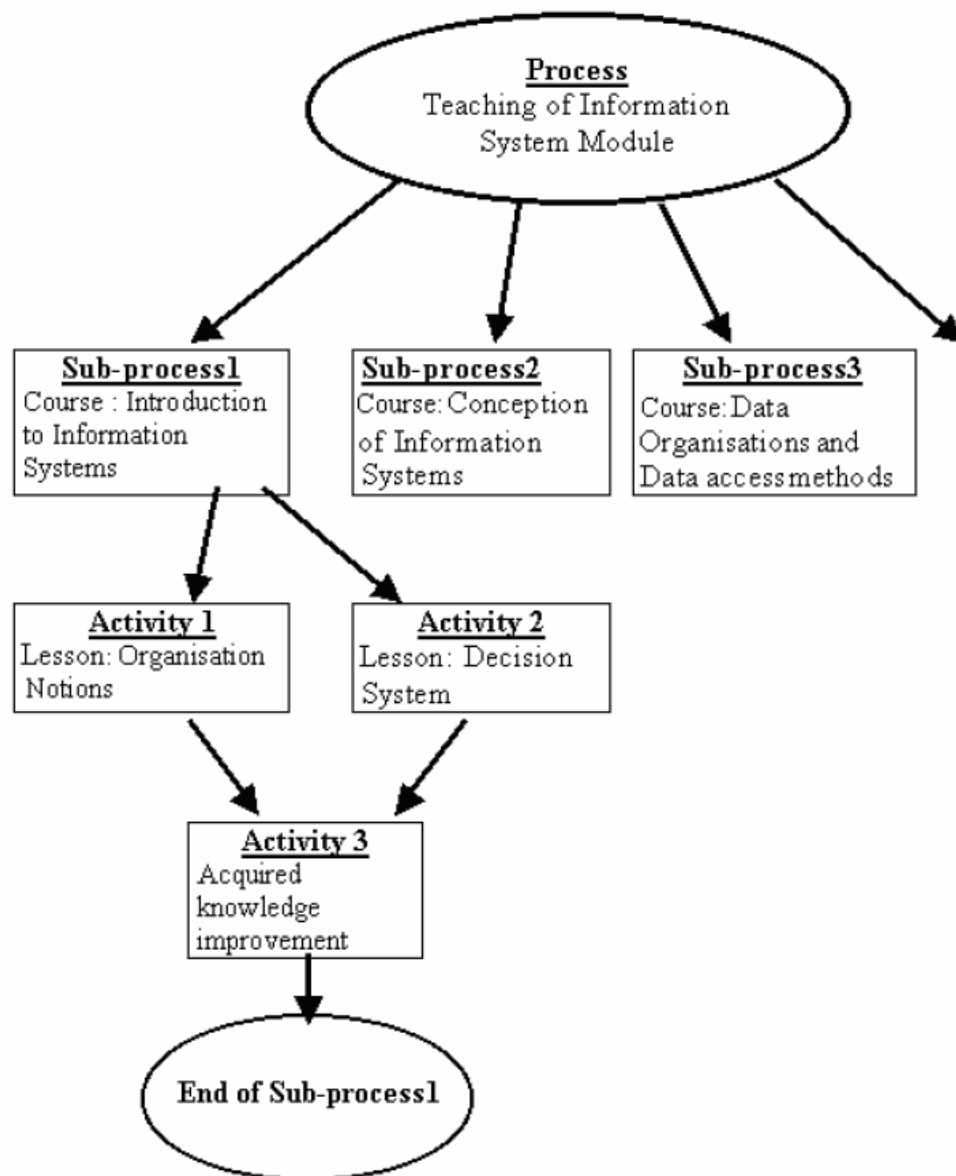 Process
Teaching of Information
System Module
Sub-process1
Course : Introduction
to Information
Systems
Sub-process2
Course: Conception
of Information
Systems
Sub-process3
Course: Data
Organisations and
Data access methods
Activity 1
Lesson: Organisation
Notions
Activity 2
Lesson: Decision
System
Activity 3
Acquired
knowledge
improvement
End of Sub-process1